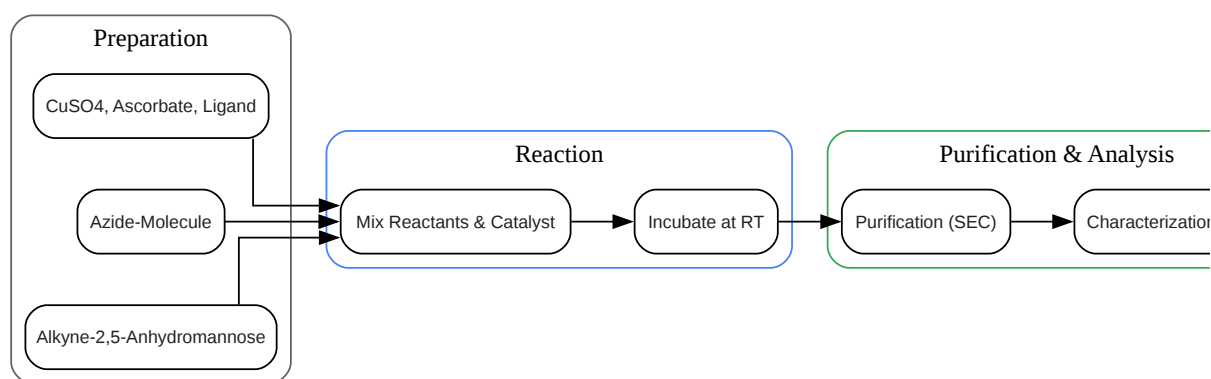 Preparation
CuSO4, Ascorbate, Ligand
Azide-Molecule
Alkyne-2,5-Anhydromannose
Reaction
Mix Reactants & Catalyst
Incubate at RT
Purification & Analysis
Purification (SEC)
Characterization